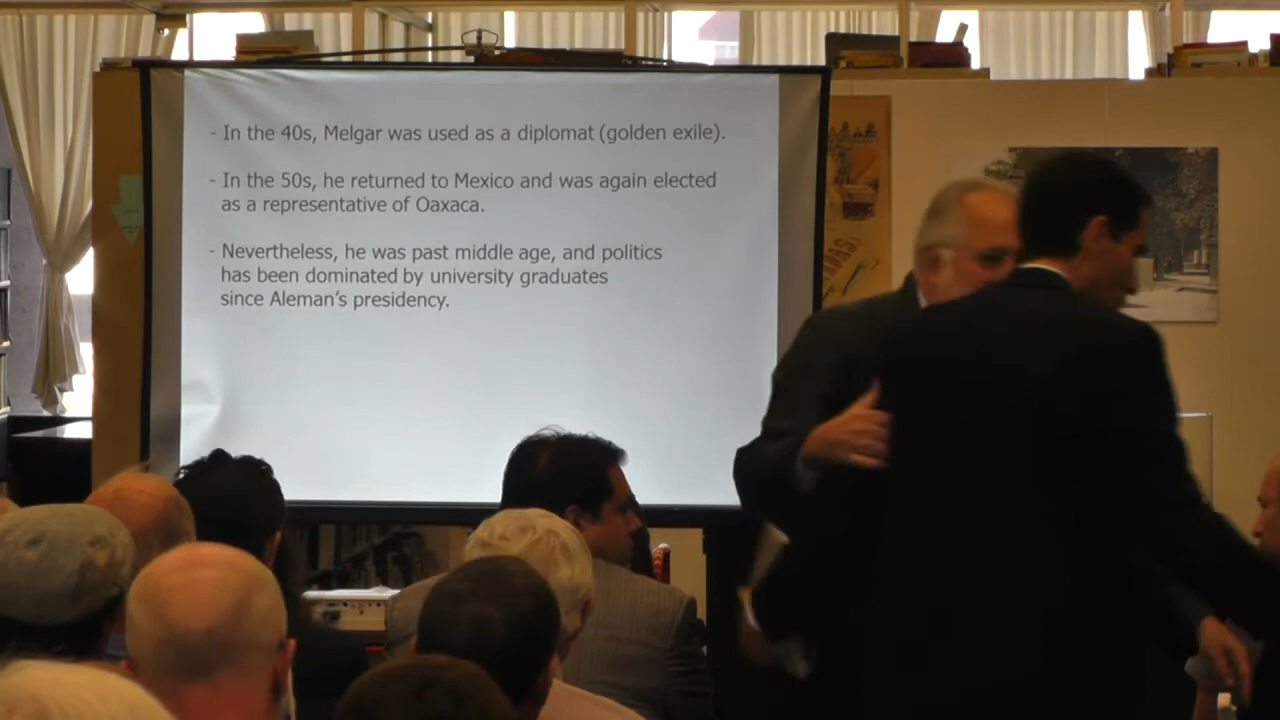 - In the 40s, Melgar was used as a diplomat (golden exile).
- In the 50s, he returned to Mexico and was again elected
as a representative of Oaxaca.
- Nevertheless, he was past middle age, and politics
has been dominated by university graduates
since Aleman's presidency.